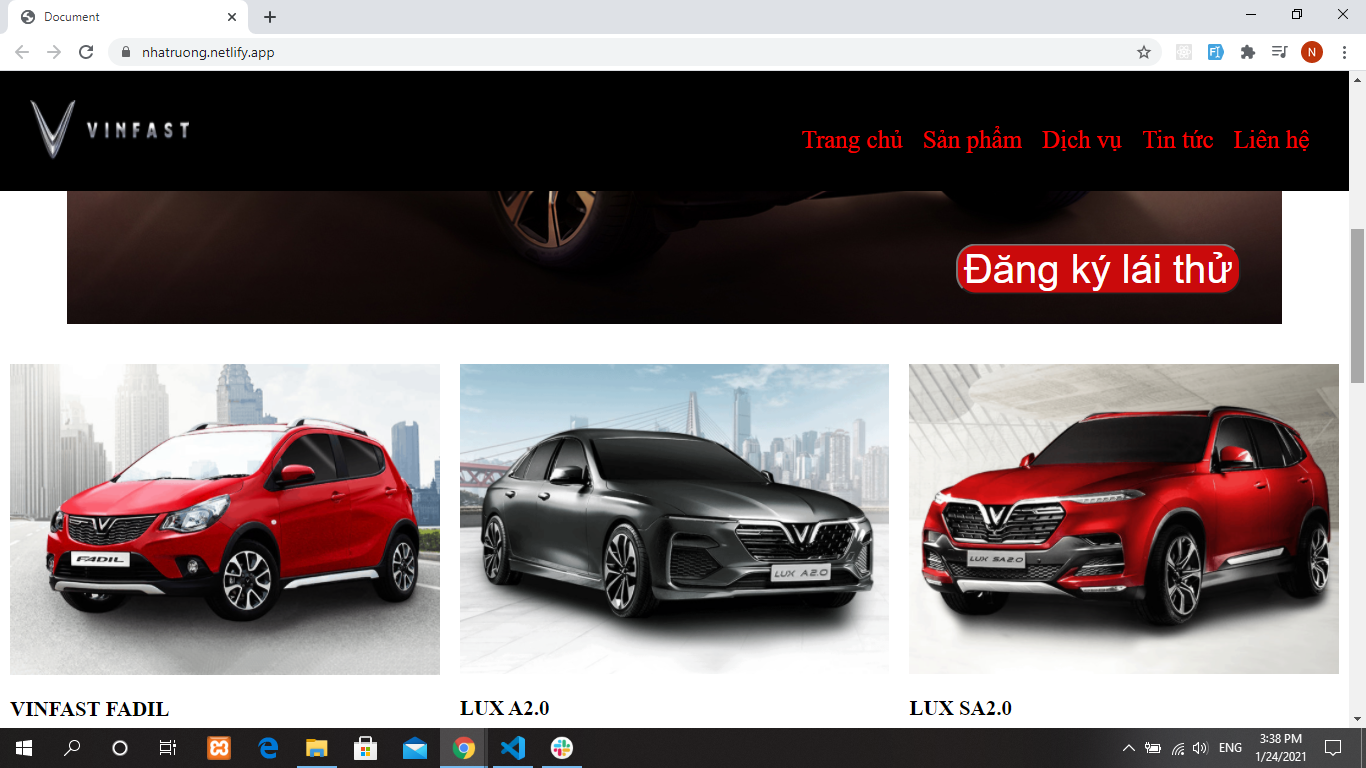 Document
nhatruong.netlify.app
N
VINFAST
Trang chủ Sản phẩm Dịch vụ Tin tức Liên hệ
Đăng ký lái thử
FADIL
LUX A2.0
LUX SA2.0
VINFAST FADIL
LUX A2.0
LUX SA2.0
ENG
3:38 PM
1/24/2021